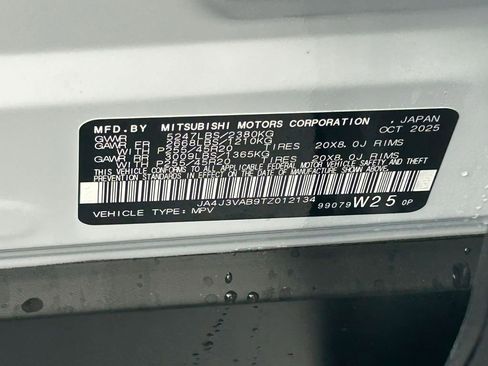 MFD.BY MITSUBISHI MOTORS CORPORATION , JAPAN
GVWR 5247LBS/2380KG OCT 2025
GAWR FR 2668LBS/1210KG
WITH P255/45R20 TIRES 20X8.0J RIMS
GAWR RR 3009LBS/1365KG
WITH P255/45R20 TIRES 20X8.0J RIMS
THIS VEHICLE CONFORMS TO ALL APPLICABLE FEDERAL MOTOR VEHICLE SAFETY AND THEFT
PREVENTION STANDARDS IN EFFECT ON THE DATE OF MANUFACTURE SHOWN ABOVE.
JA4J3VAB9TZ012134
VEHICLE TYPE: MPV 99079 W25 0P